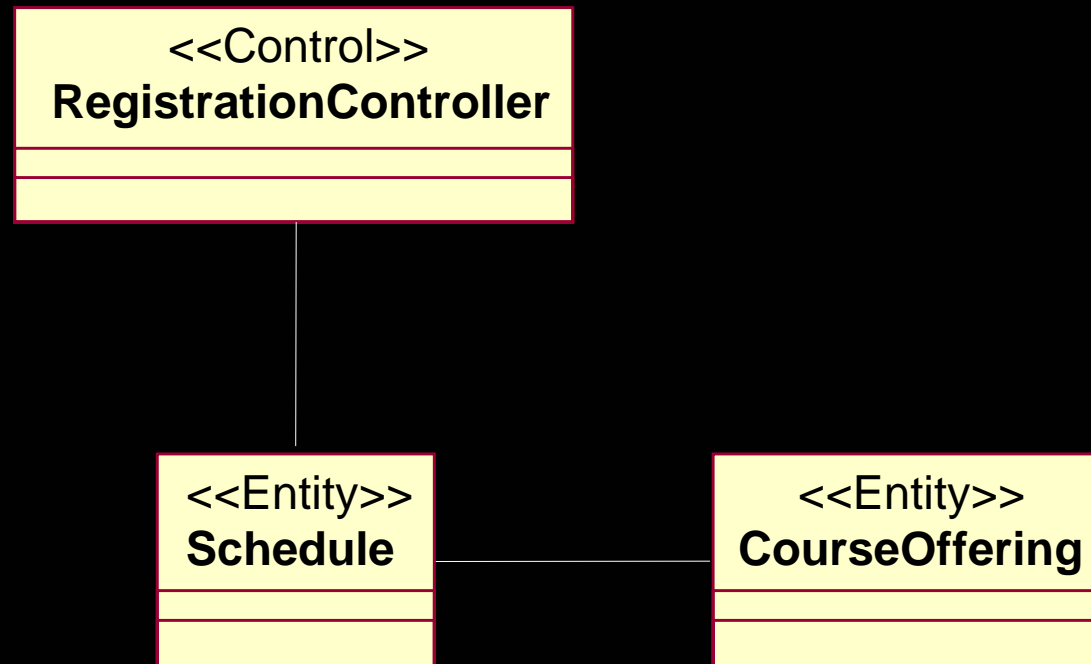 <<Control>>
RegistrationController
<<Entity>>
Schedule
<<Entity>>
CourseOffering